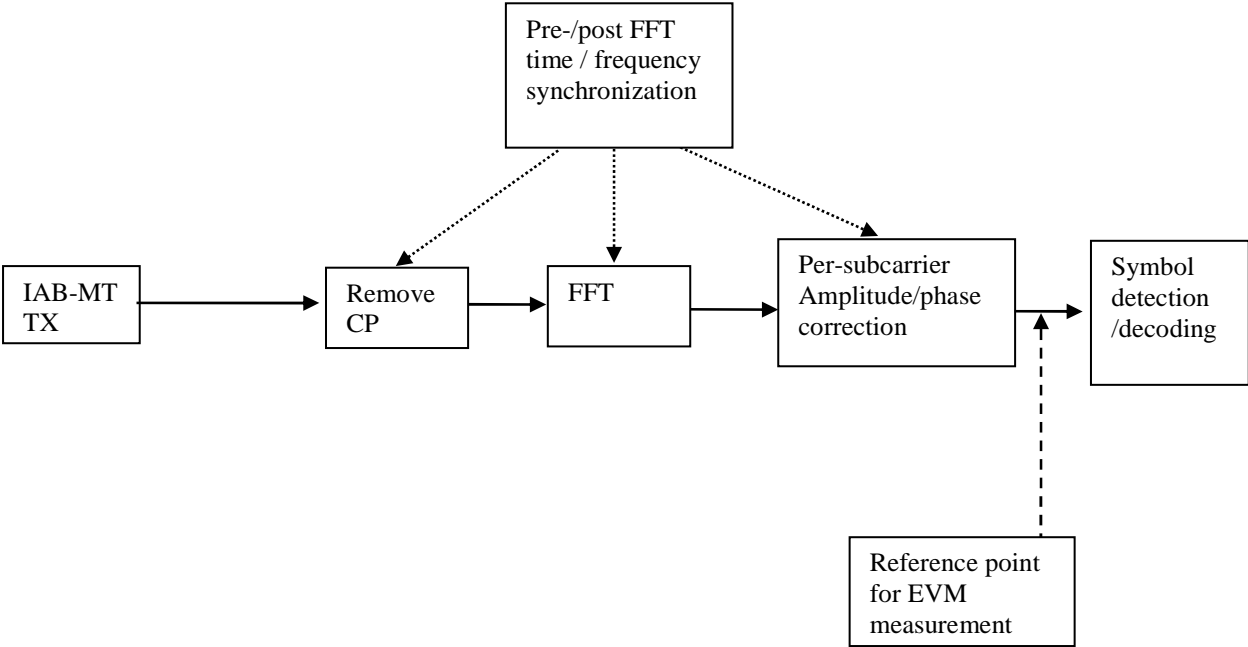 Pre-/post FFT
time / frequency
synchronization
IAB-MT
TX
Remove
CP
FFT
Per-subcarrier
Amplitude/phase
correction
Symbol
detection
/decoding
Reference point
for EVM
measurement